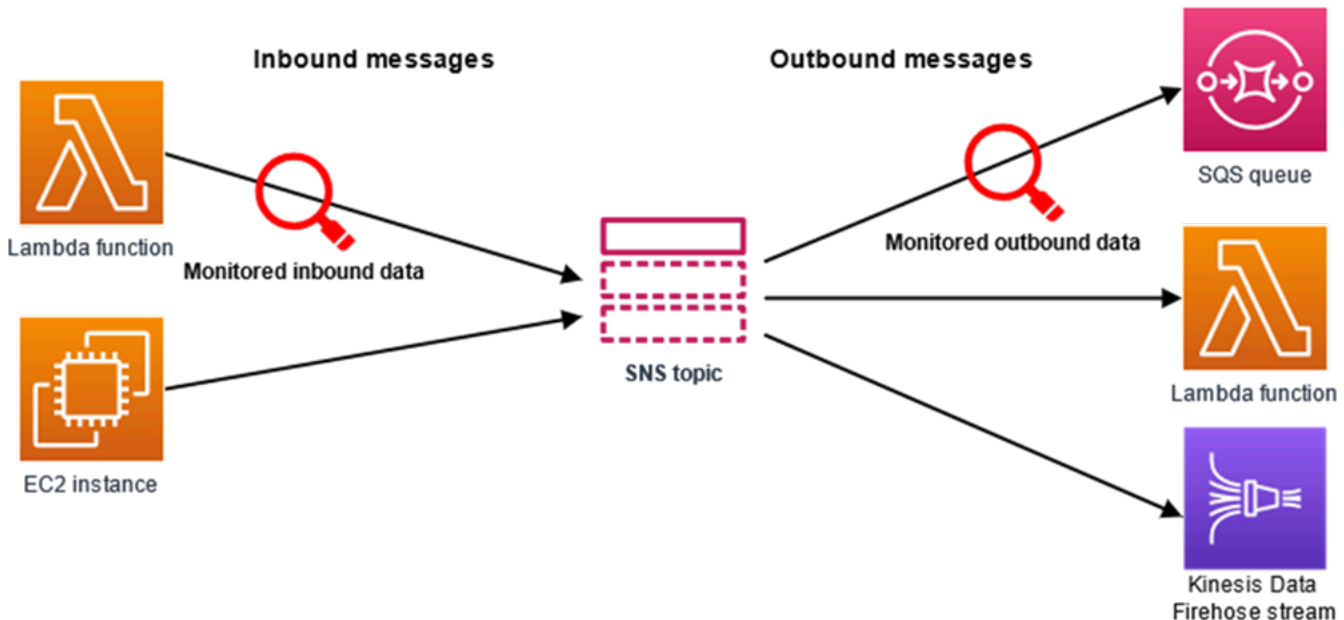 Inbound messages
Outbound messages
SQS queue
Lambda function
Monitored inbound data
Monitored outbound data
SNS topic
Lambda function
EC2 instance
Kinesis Data
Firehose stream